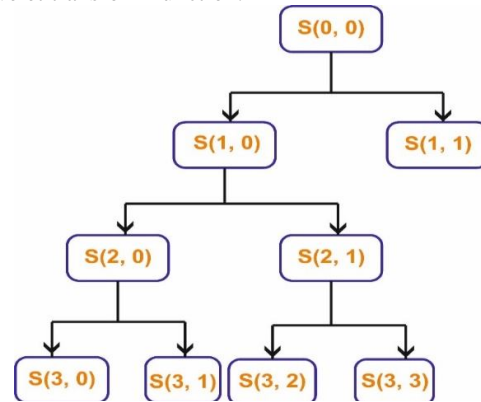 S(0, 0)
S(1, 0)
S(1, 1)
S(2, 0)
S(2, 1)
S(3, 0)
S(3, 1)
S(3, 2)
S(3, 3)